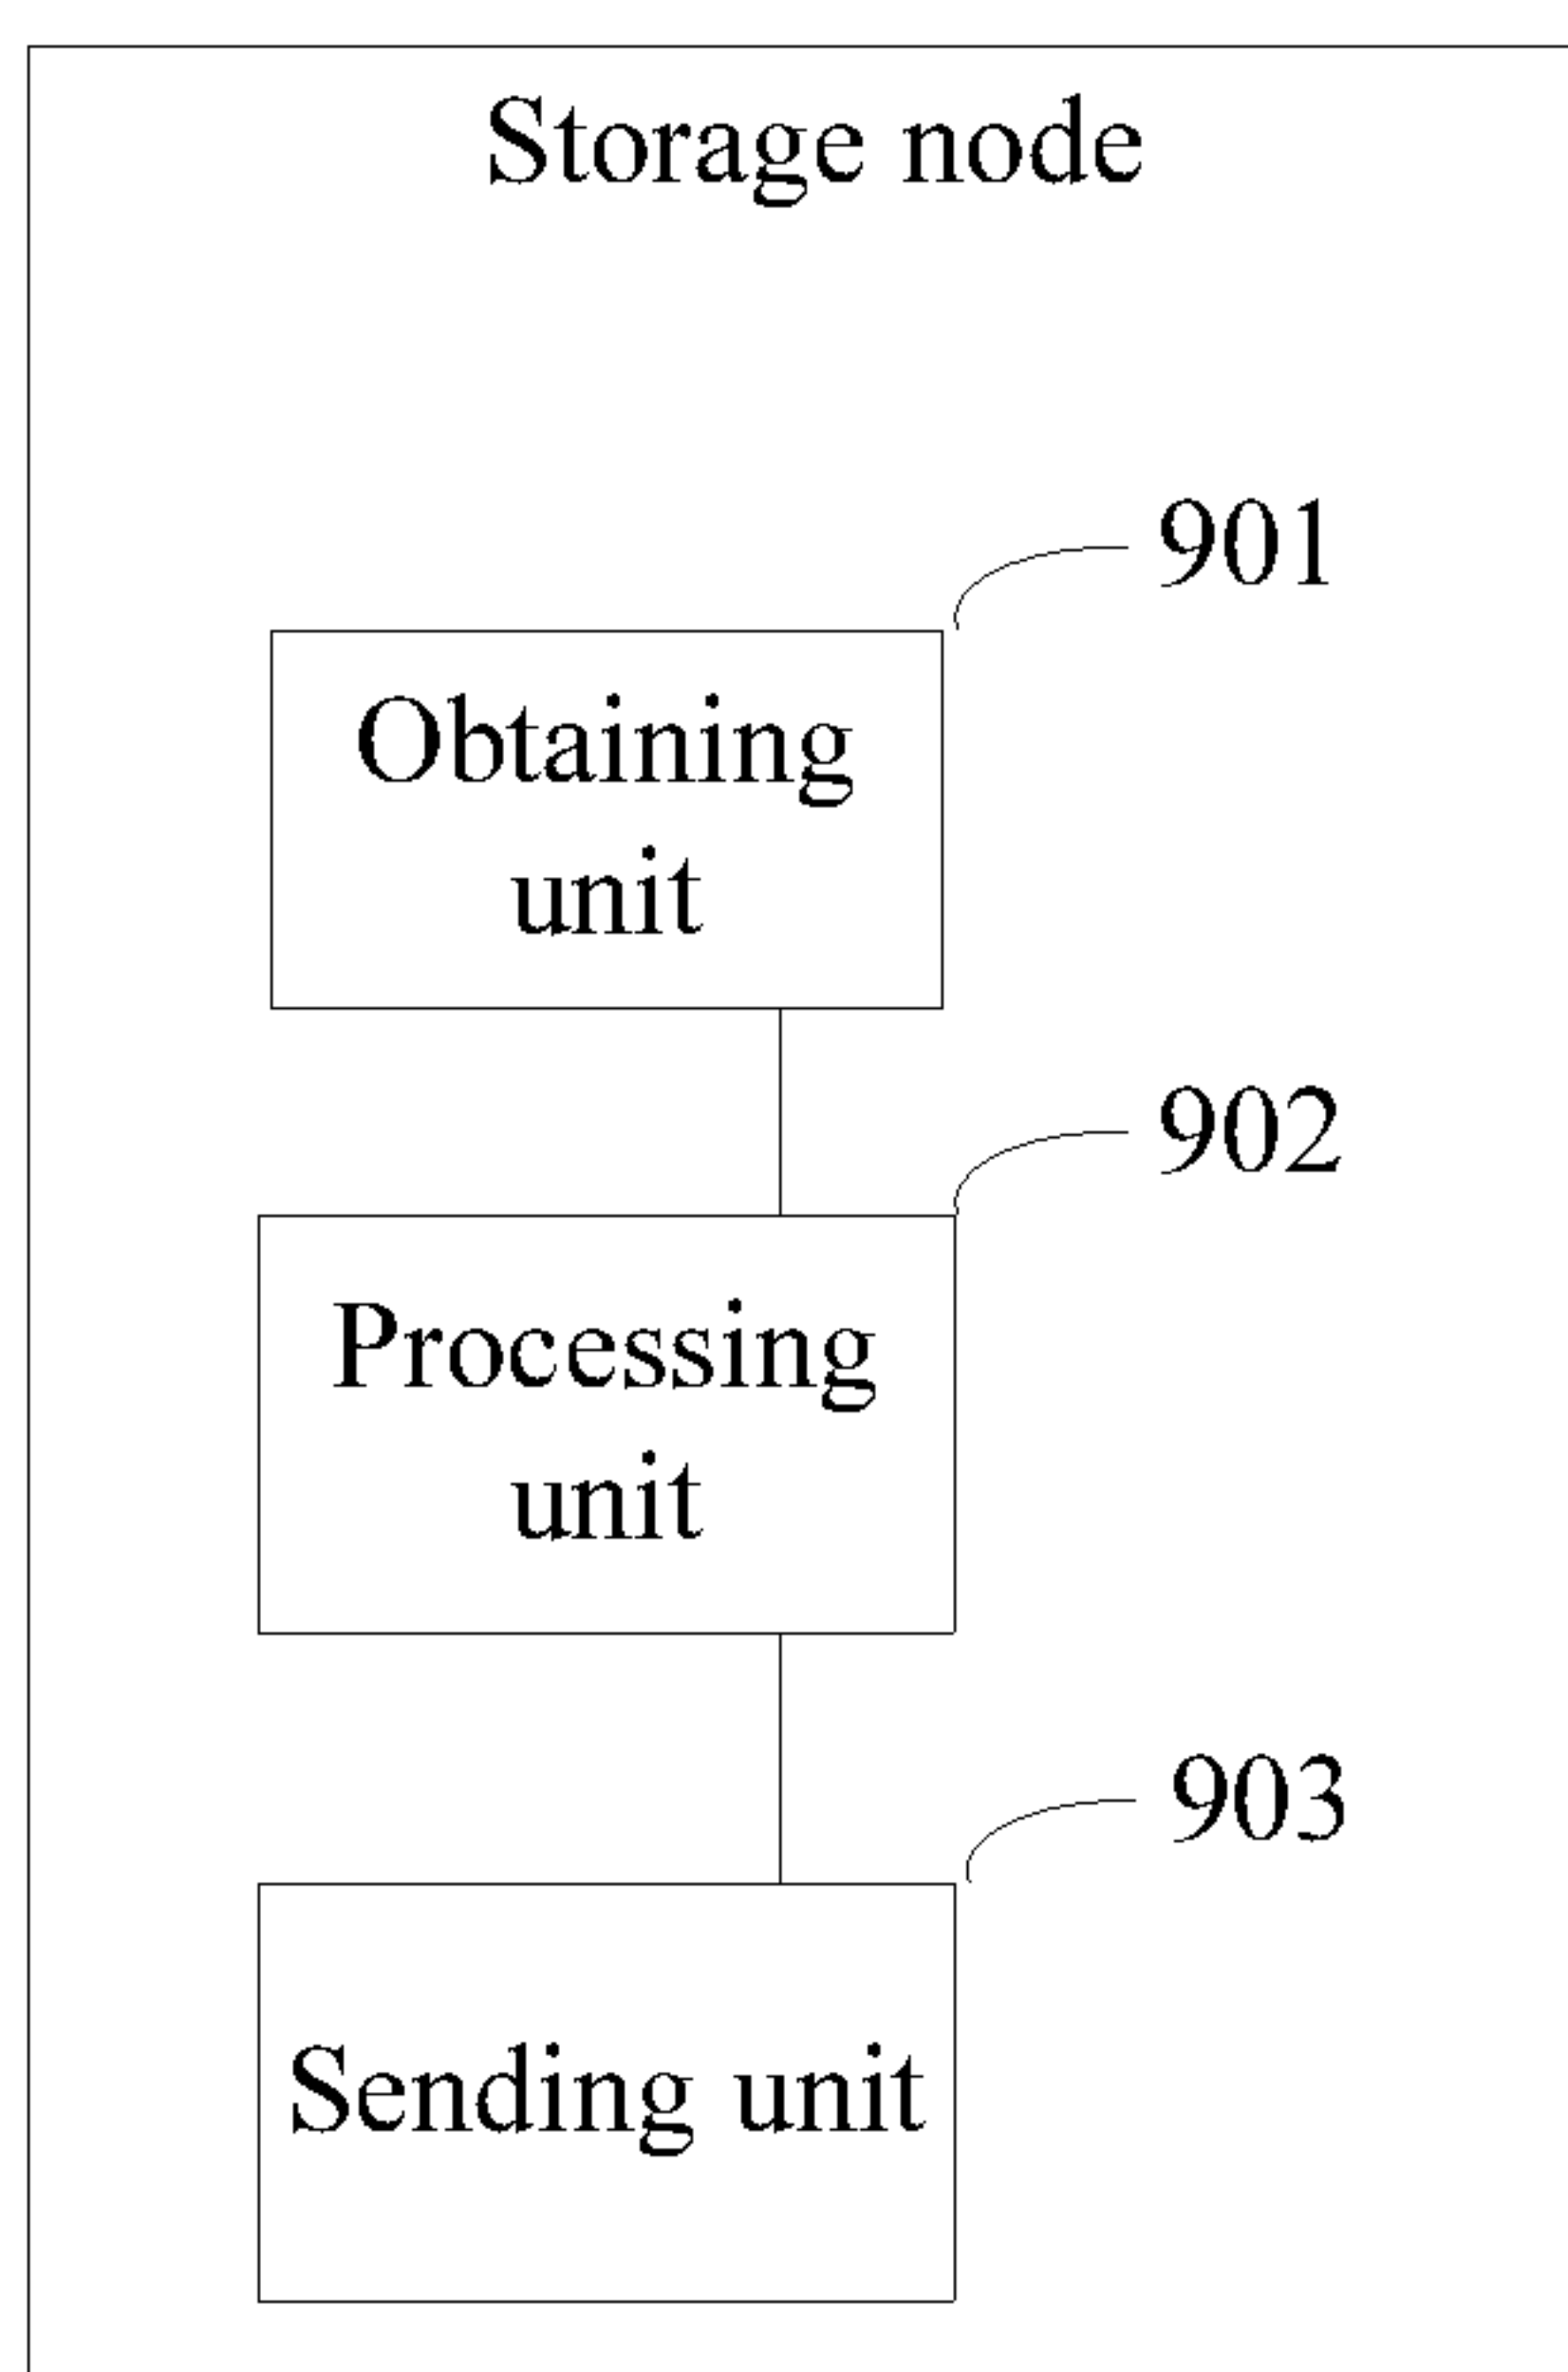 Storage node
901
Obtaining
unit
902
Processing
unit
903
Sending unit